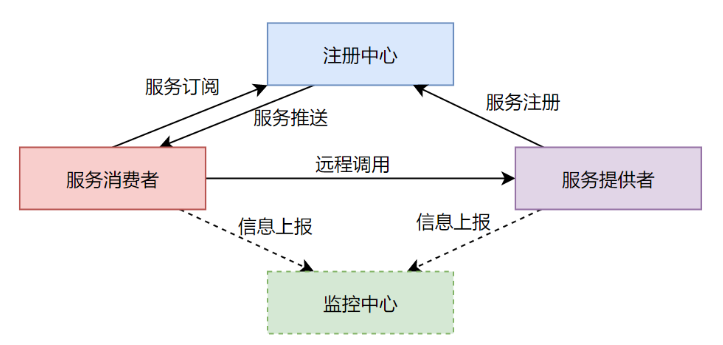 注册中心
服务订阅
服务推送
服务注册
服务消费者
远程调用
服务提供者
信息上报
信息上报
监控中心